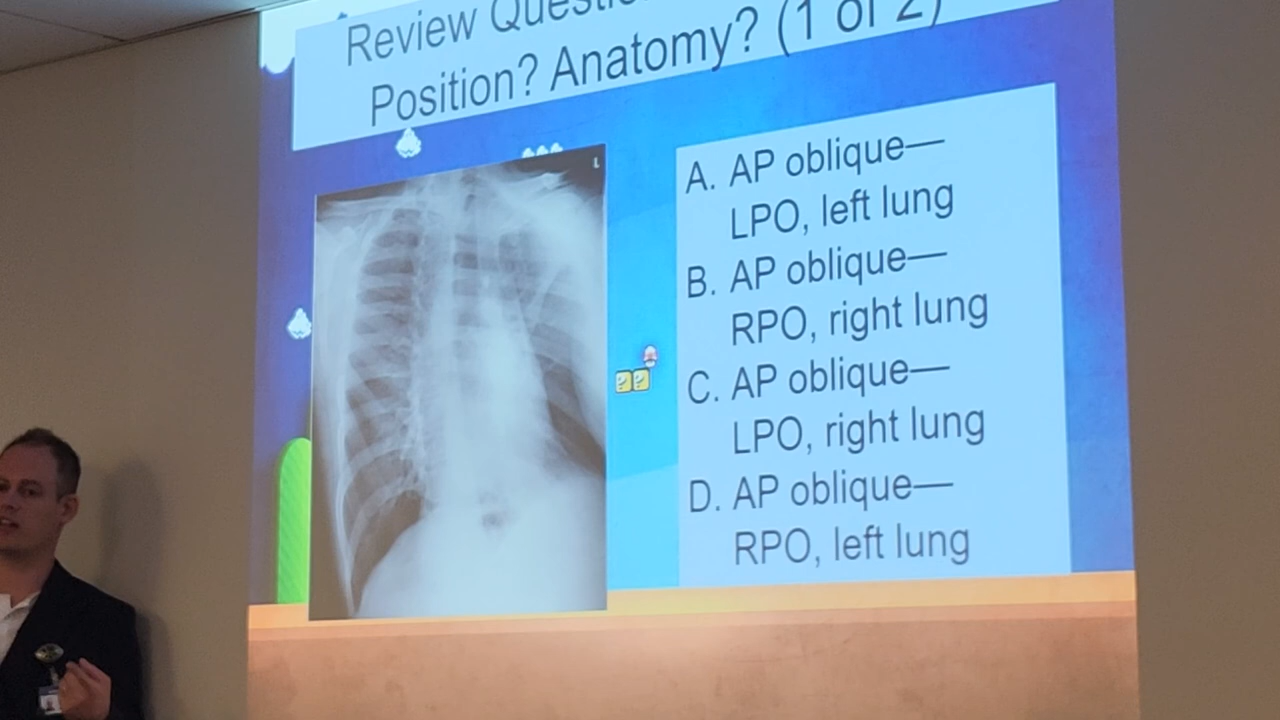 Review
Position? Anatomy? (1 of 2)
L
A. AP oblique—
LPO, left lung
B. AP oblique—
RPO, right lung
C. AP oblique—
LPO, right lung
D. AP oblique—
RPO, left lung